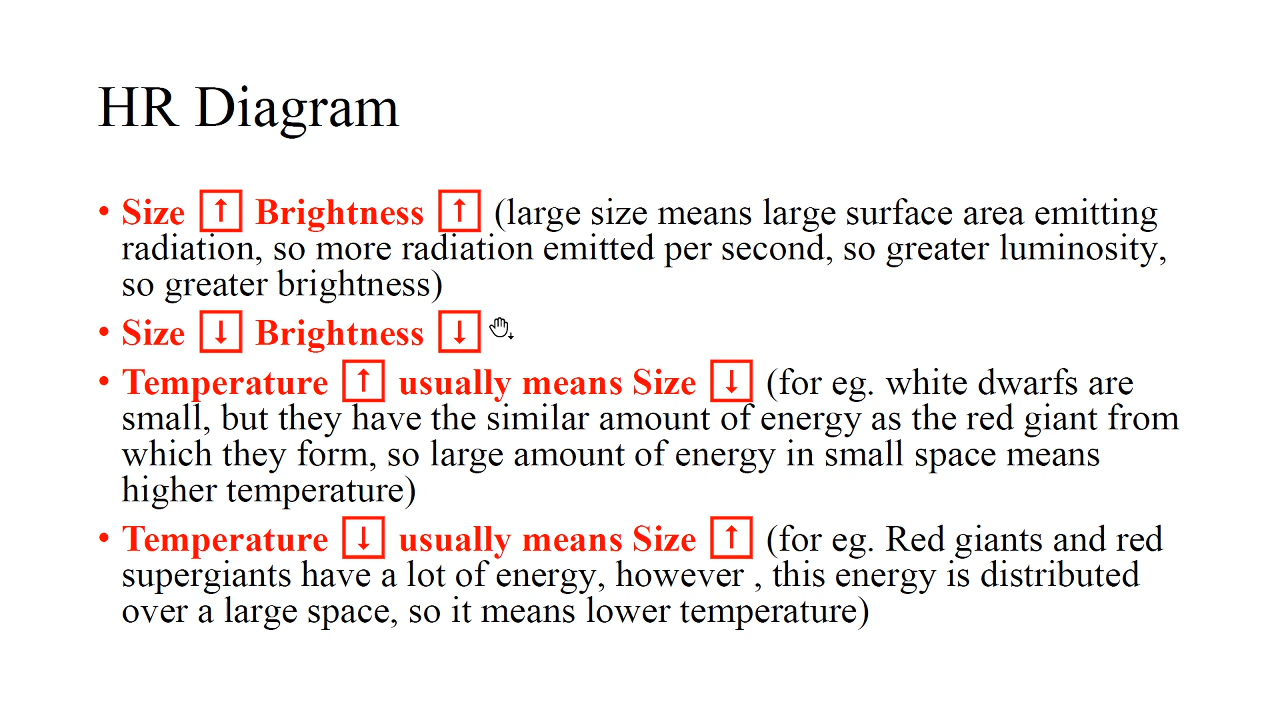 HR Diagram
• Size ⬆ Brightness ⬆ (large size means large surface area emitting
radiation, so more radiation emitted per second, so greater luminosity,
so greater brightness)
• Size ⬇ Brightness ⬇
• Temperature ⬆ usually means Size ⬇ (for eg. white dwarfs are
small, but they have the similar amount of energy as the red giant from
which they form, so large amount of energy in small space means
higher temperature)
• Temperature ⬇ usually means Size ⬆ (for eg. Red giants and red
supergiants have a lot of energy, however , this energy is distributed
over a large space, so it means lower temperature)